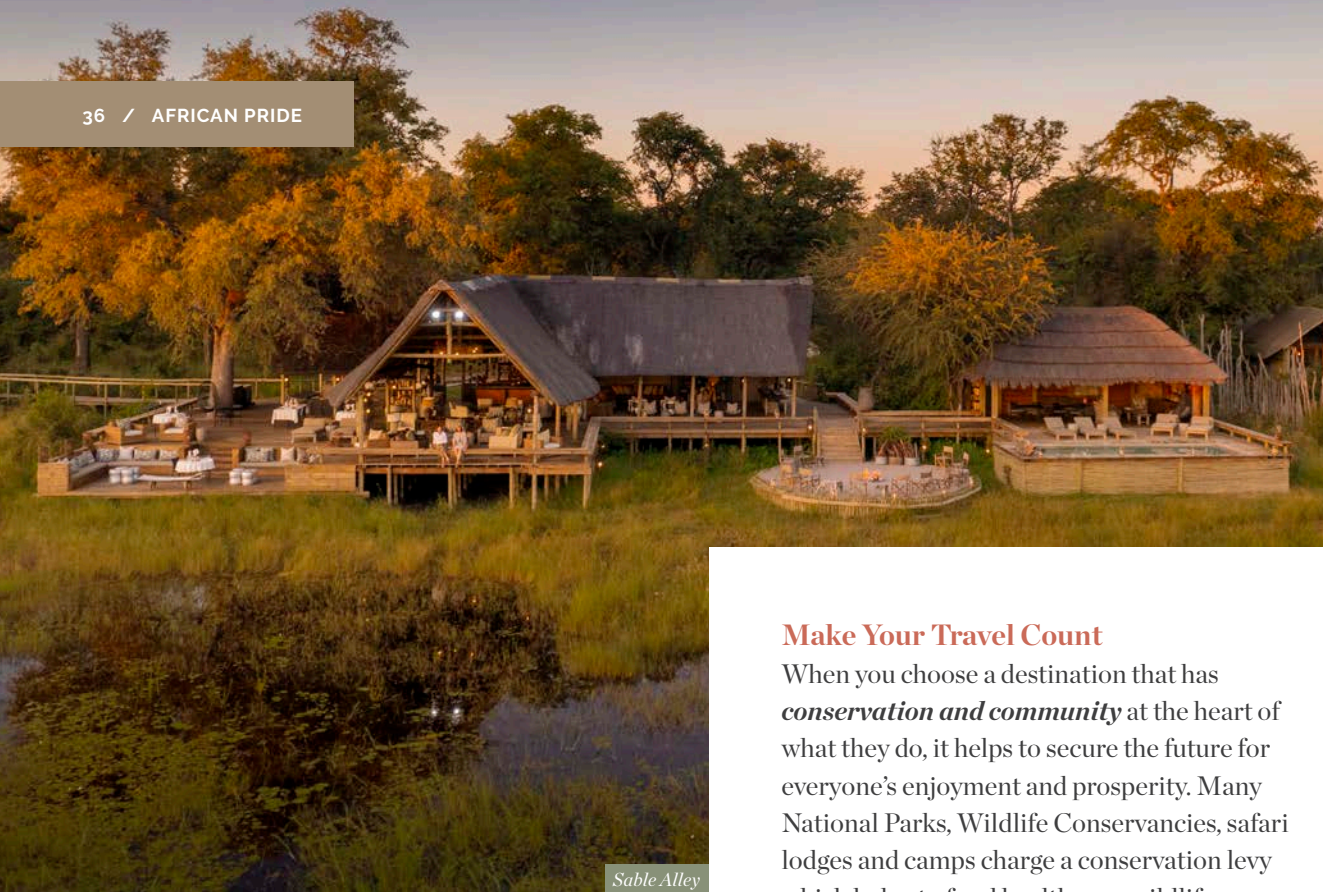 36 / AFRICAN PRIDE
Make Your Travel Count
When you choose a destination that has
conservation and community at the heart of
what they do, it helps to secure the future for
everyone's enjoyment and prosperity. Many
National Parks, Wildlife Conservancies, safari
lodges and camps charge a conservation levy
Sable Alley